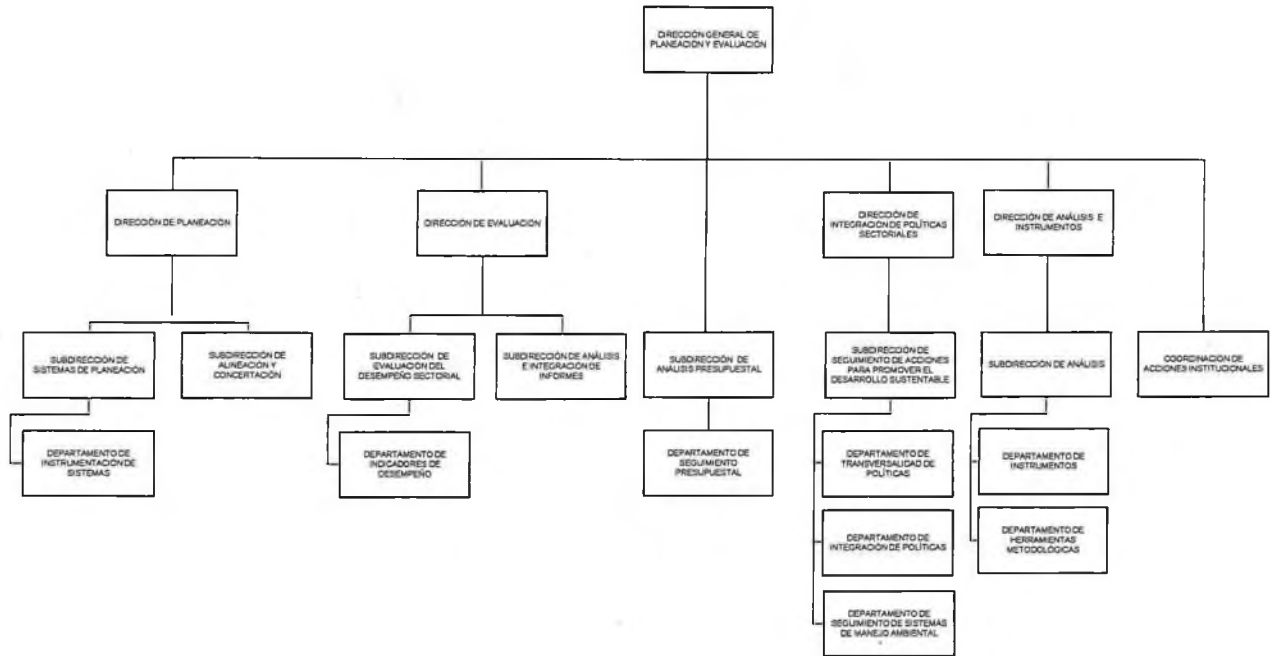 DIRECCIÓN GENERAL DE
PLANEACIÓN Y EVALUACIÓN
DIRECCIÓN DE PLANEACIÓN
DIRECCIÓN DE EVALUACIÓN
DIRECCIÓN DE
INTEGRACIÓN DE POLÍTICAS
SECTORIALES
DIRECCIÓN DE ANÁLISIS E
INSTRUMENTOS
SUBDIRECCIÓN DE
SISTEMAS DE PLANEACIÓN
SUBDIRECCIÓN DE
ALINEACIÓN Y
CONCERTACIÓN
SUBDIRECCIÓN DE
EVALUACIÓN DEL
DESEMPEÑO SECTORIAL
SUBDIRECCIÓN DE ANÁLISIS
E INTEGRACIÓN DE
INFORMES
SUBDIRECCIÓN DE
ANÁLISIS PRESUPUESTAL
SUBDIRECCIÓN DE
SEGUIMIENTO DE ACCIONES
PARA PROMOVER EL
DESARROLLO SUSTENTABLE
SUBDIRECCIÓN DE ANÁLISIS
COORDINACIÓN DE
ACCIONES INSTITUCIONALES
DEPARTAMENTO DE
INSTRUMENTACIÓN DE
SISTEMAS
DEPARTAMENTO DE
INDICADORES DE
DESEMPEÑO
DEPARTAMENTO DE
SEGUIMIENTO
PRESUPUESTAL
DEPARTAMENTO DE
TRANSVERSALIDAD DE
POLÍTICAS
DEPARTAMENTO DE
INSTRUMENTOS
DEPARTAMENTO DE
INTEGRACIÓN DE POLÍTICAS
DEPARTAMENTO DE
HERRAMIENTAS
METODOLÓGICAS
DEPARTAMENTO DE
SEGUIMIENTO DE SISTEMAS
DE MANEJO AMBIENTAL